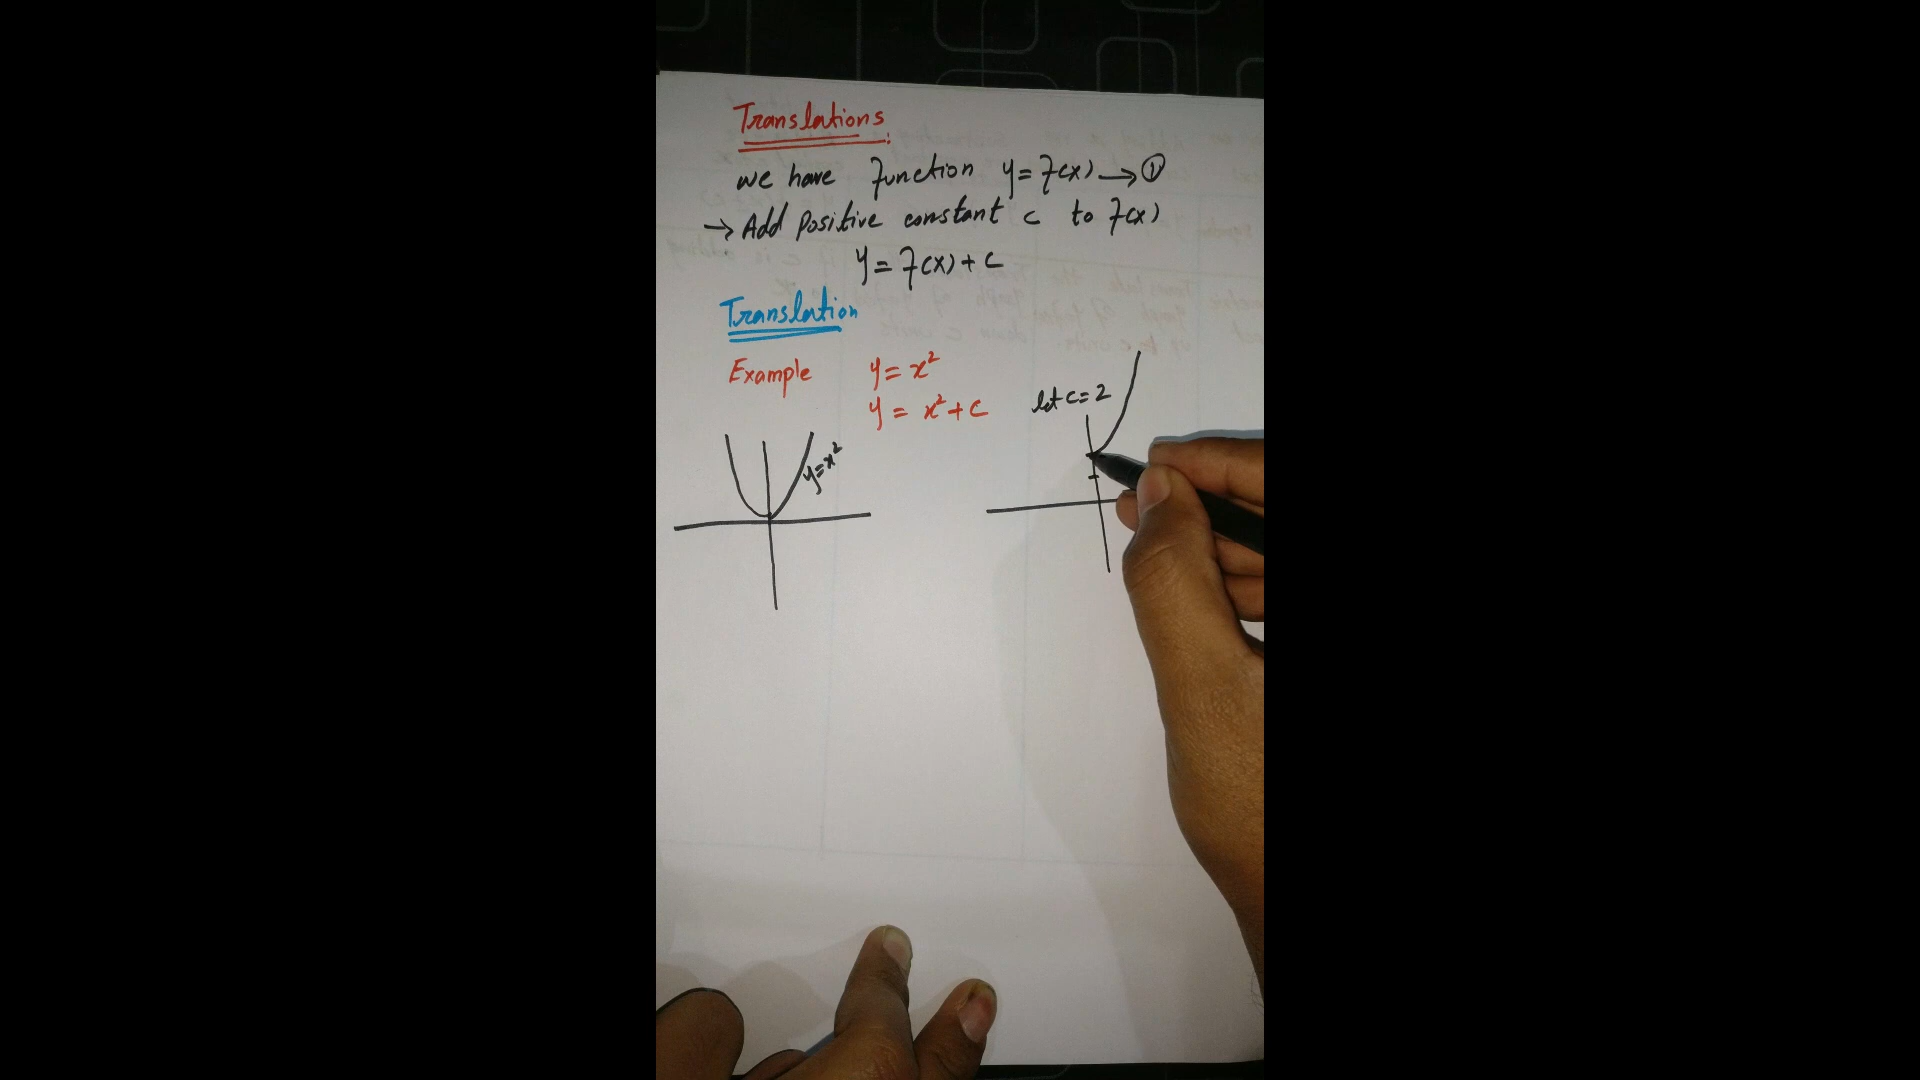 Translations:
we have function y = f(x) → ①
→ Add positive constant c to f(x)
y = f(x) + c
Translation
Example y = x²
y = x² + c
let c = 2
y = x²